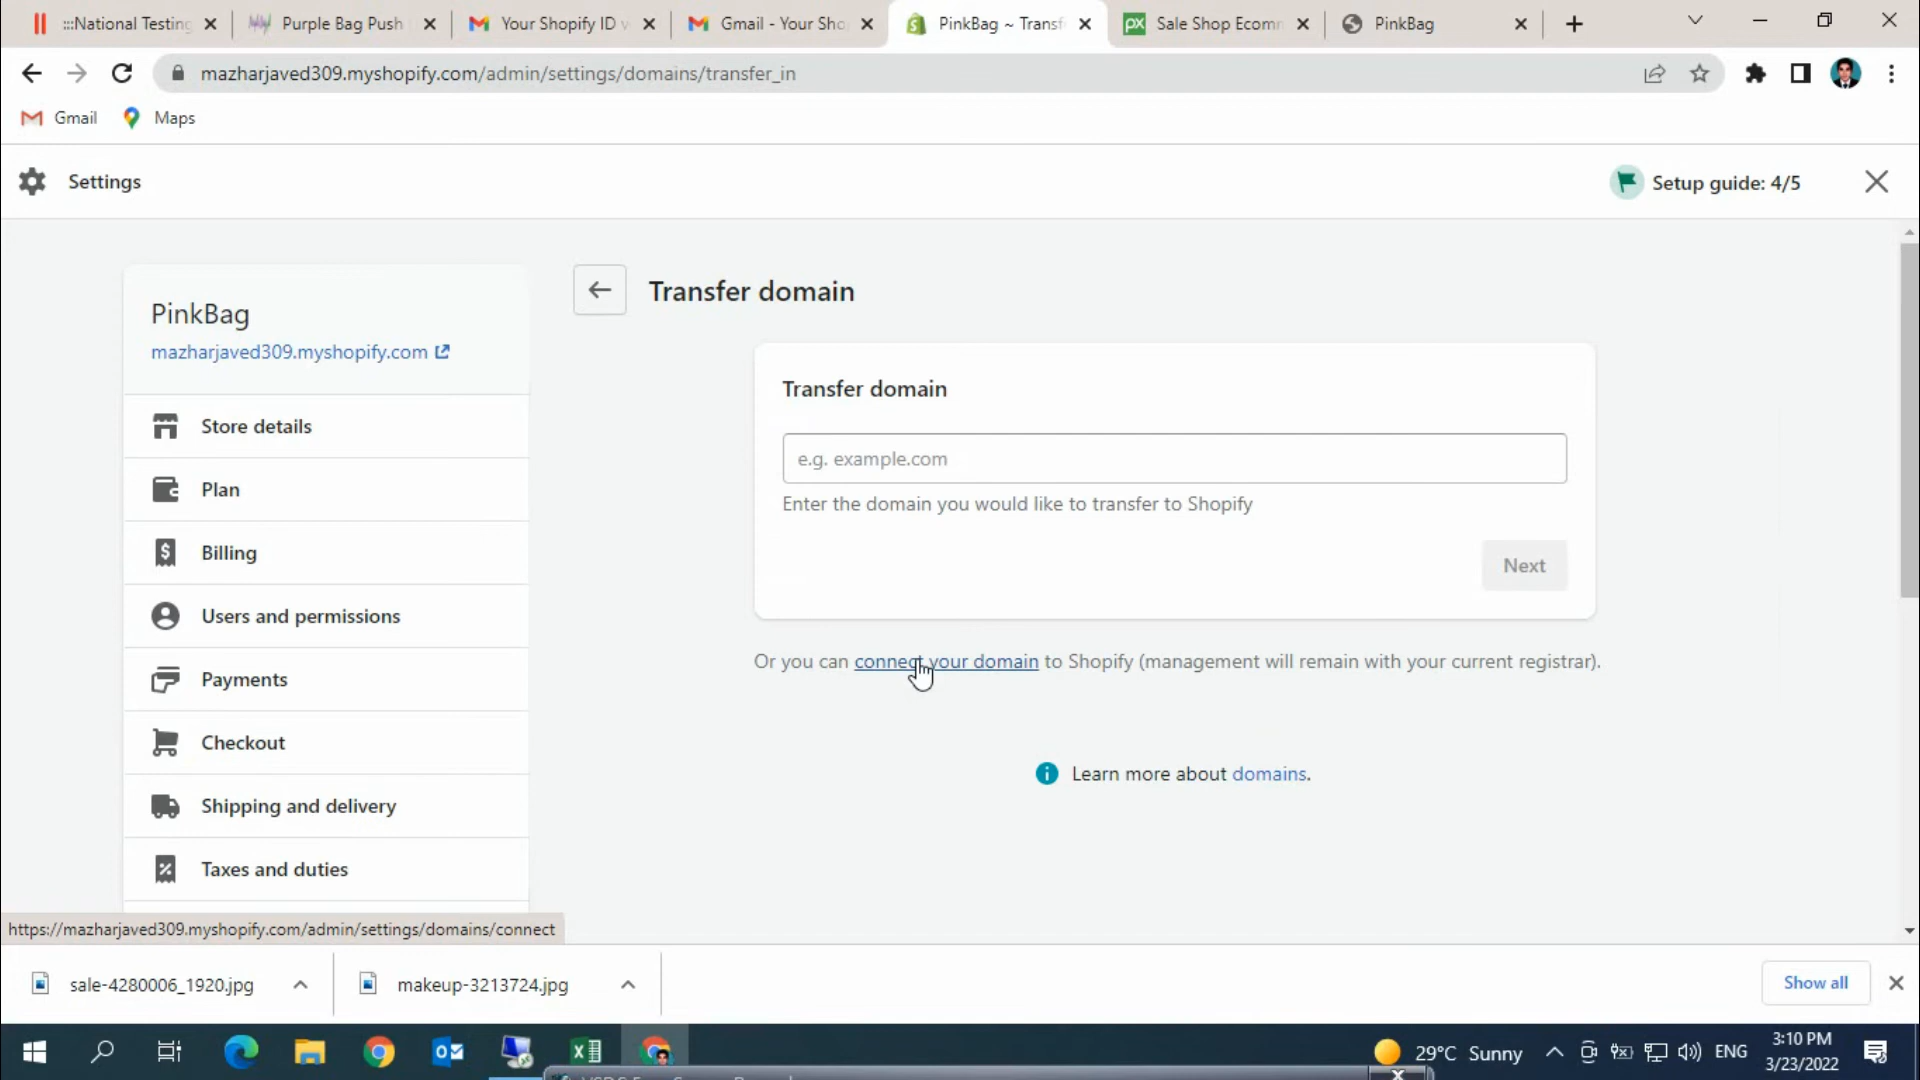 :::National Testing
Purple Bag Push
Your Shopify ID v
Gmail - Your Sho
PinkBag ~ Transf
px
Sale Shop Ecomm
PinkBag
mazharjaved309.myshopify.com/admin/settings/domains/transfer_in
Gmail
Maps
Settings
Setup guide: 4/5
PinkBag
mazharjaved309.myshopify.com
Store details
Plan
Billing
Users and permissions
Payments
Checkout
Shipping and delivery
Taxes and duties
Transfer domain
Transfer domain
e.g. example.com
Enter the domain you would like to transfer to Shopify
Next
Or you can connect your domain to Shopify (management will remain with your current registrar).
Learn more about domains.
https://mazharjaved309.myshopify.com/admin/settings/domains/connect
sale-4280006_1920.jpg
makeup-3213724.jpg
Show all
29°C Sunny
ENG
3:10 PM
3/23/2022